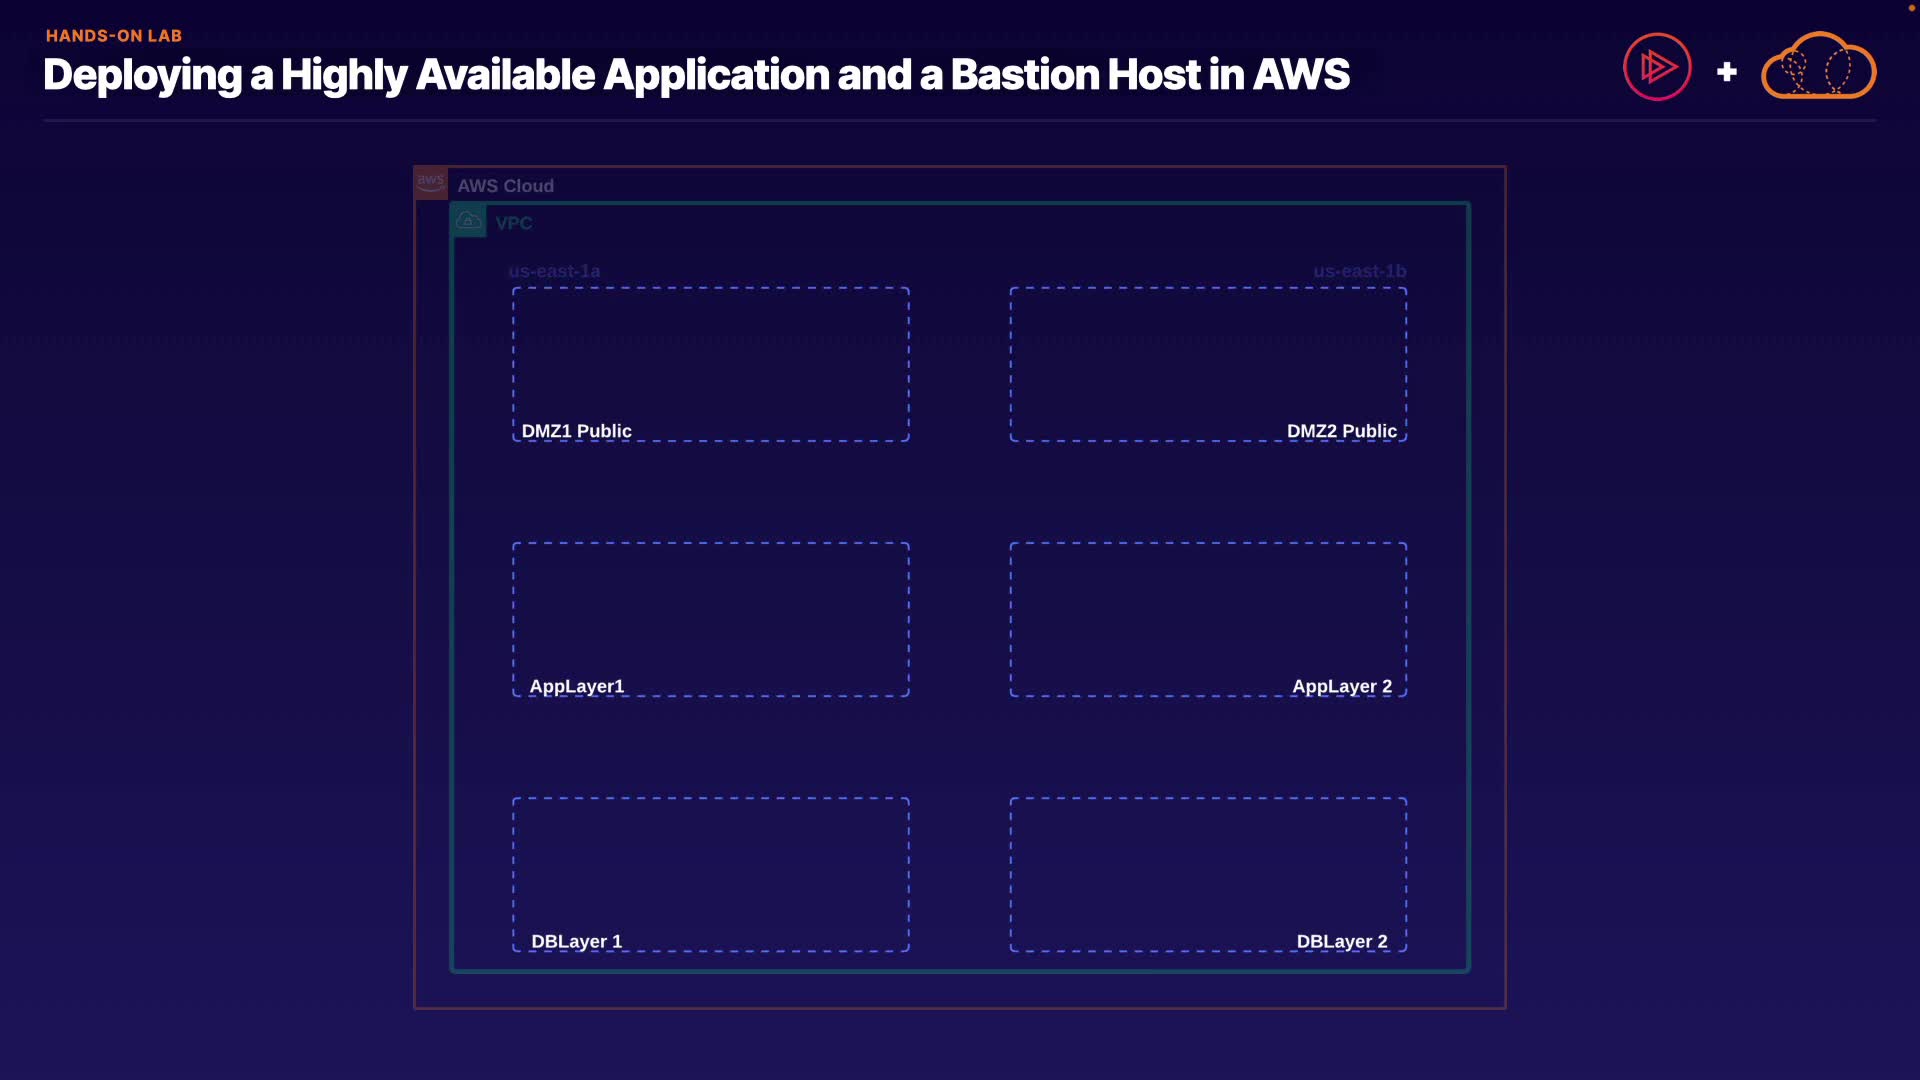 HANDS-ON LAB
Deploying a Highly Available Application and a Bastion Host in AWS
aws
AWS Cloud
VPC
us-east-1a
us-east-1b
DMZ1 Public
DMZ2 Public
AppLayer1
AppLayer 2
DBLayer 1
DBLayer 2